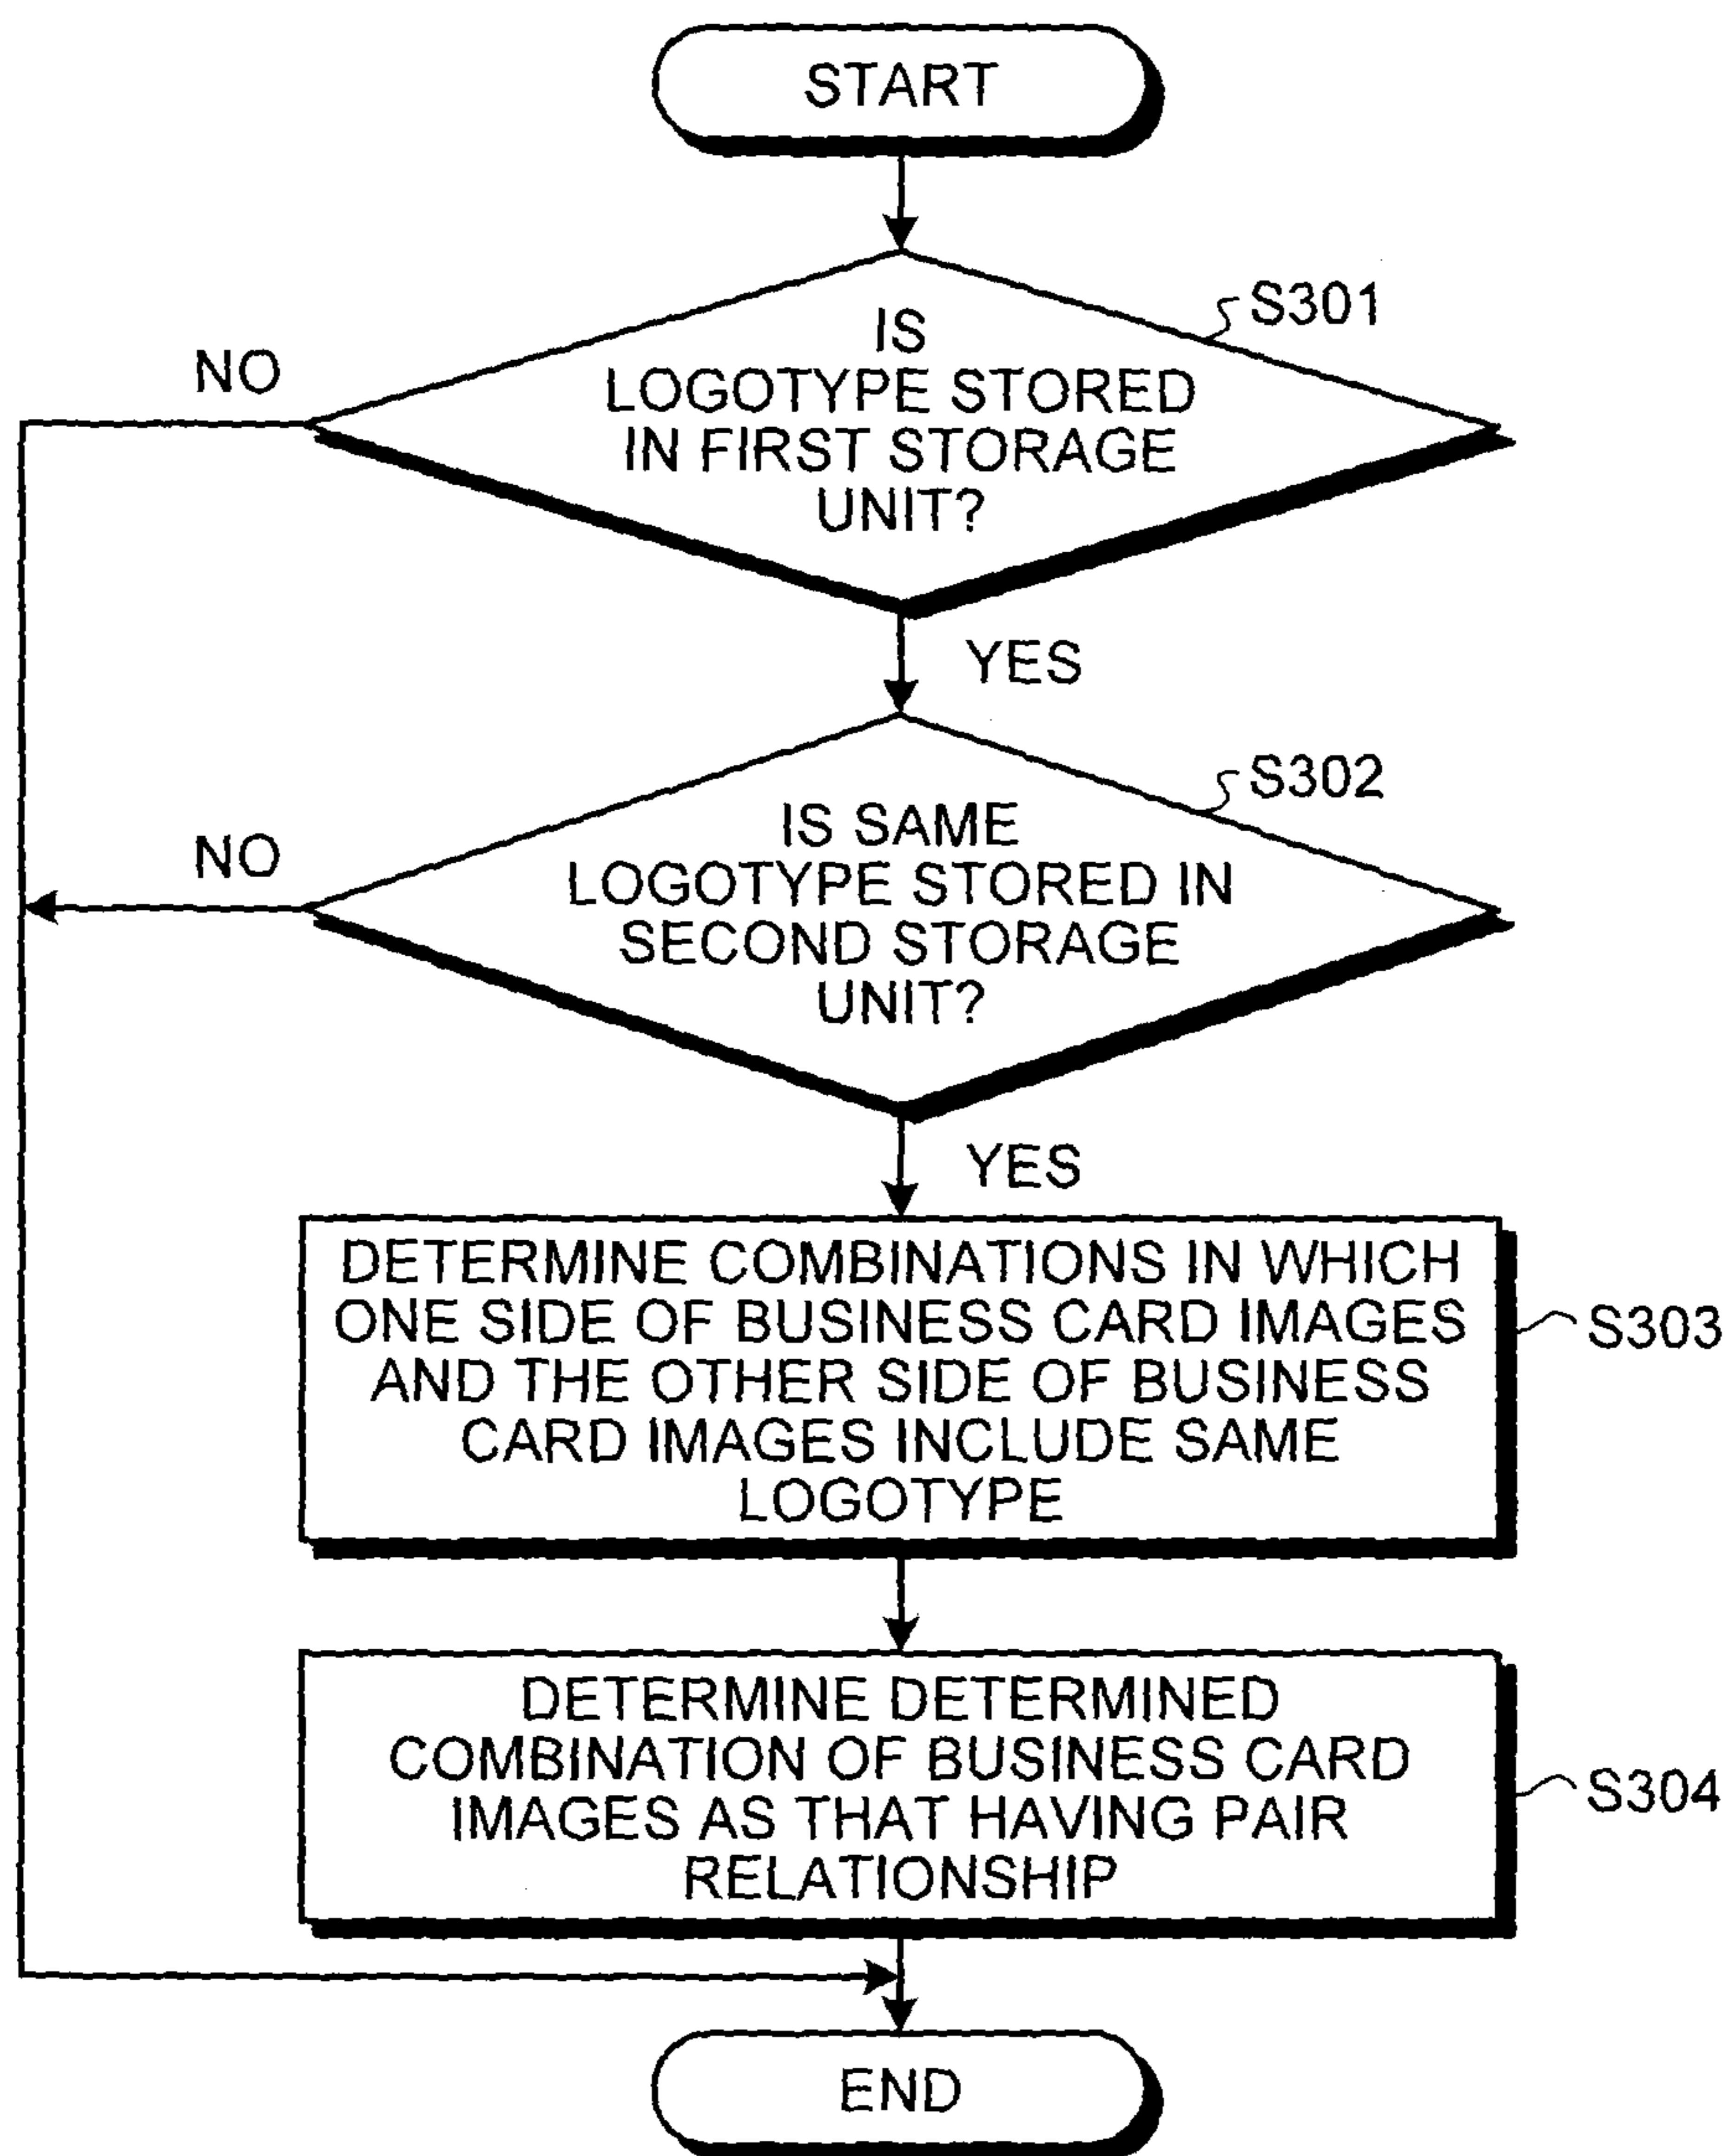 START
S301
IS
LOGOTYPE STORED
IN FIRST STORAGE
UNIT?
NO
YES
S302
IS SAME
LOGOTYPE STORED IN
SECOND STORAGE
UNIT?
NO
YES
DETERMINE COMBINATIONS IN WHICH
ONE SIDE OF BUSINESS CARD IMAGES
AND THE OTHER SIDE OF BUSINESS
CARD IMAGES INCLUDE SAME
LOGOTYPE
S303
DETERMINE DETERMINED
COMBINATION OF BUSINESS CARD
IMAGES AS THAT HAVING PAIR
RELATIONSHIP
S304
END